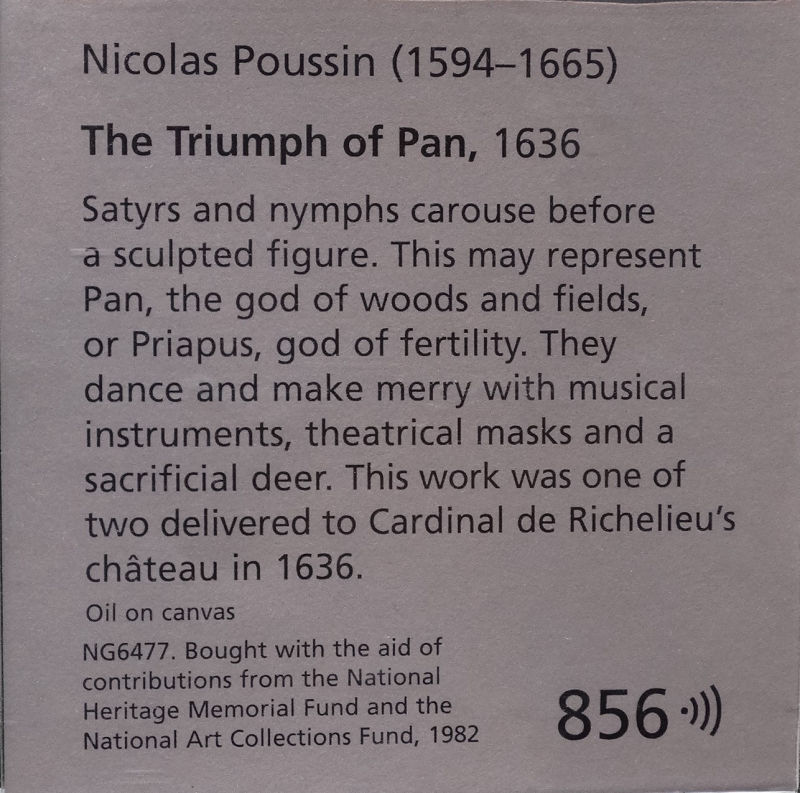 Nicolas Poussin (1594–1665)
The Triumph of Pan, 1636
Satyrs and nymphs carouse before
a sculpted figure. This may represent
Pan, the god of woods and fields,
or Priapus, god of fertility. They
dance and make merry with musical
instruments, theatrical masks and a
sacrificial deer. This work was one of
two delivered to Cardinal de Richelieu's
château in 1636.
Oil on canvas
NG6477. Bought with the aid of
contributions from the National
Heritage Memorial Fund and the
National Art Collections Fund, 1982
856